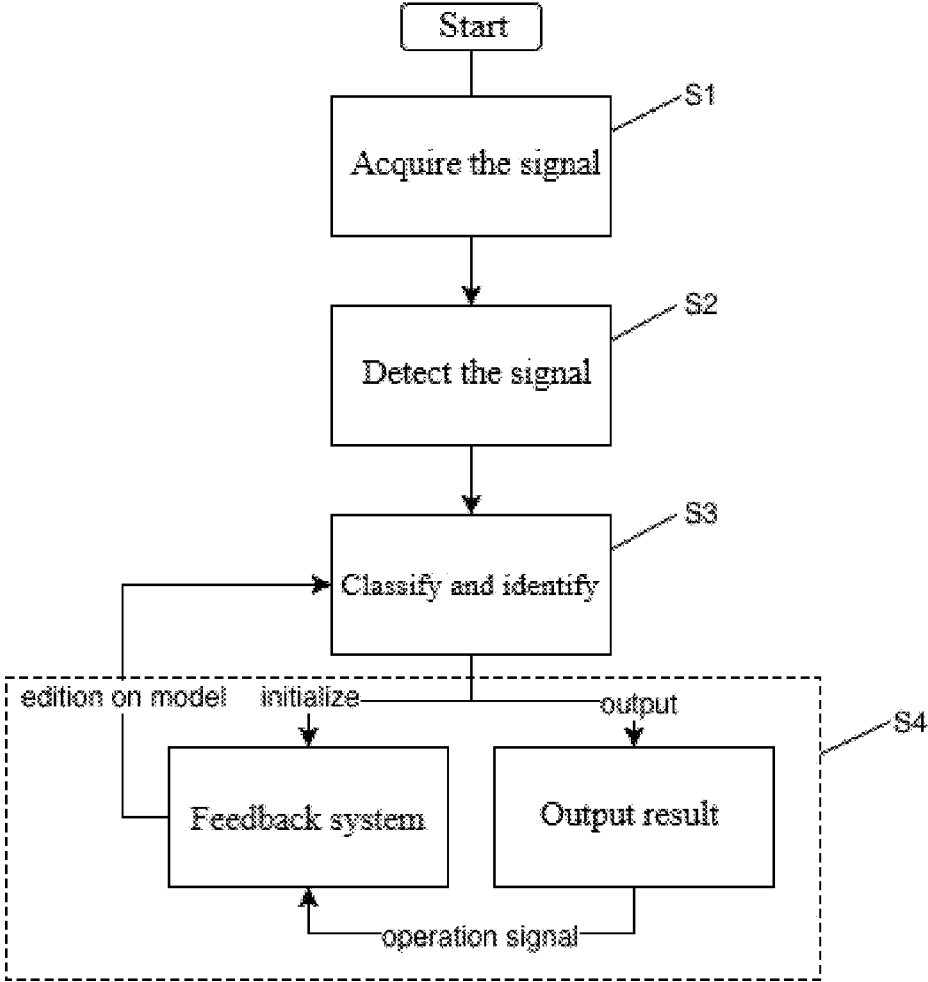 Start
S1
Acquire the signal
S2
Detect the signal
S3
Classify and identify
edition on model
initialize
output
S4
Feedback system
Output result
operation signal